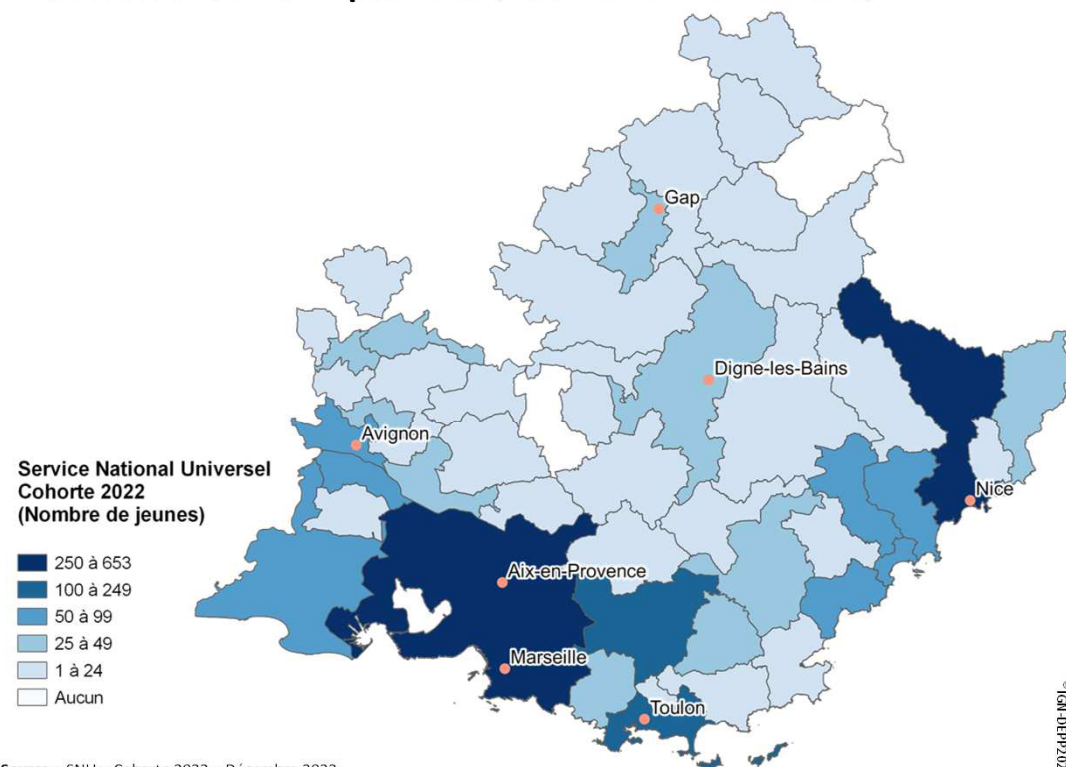 Gap
Digne-les-Bains
Avignon
Nice
Service National Universel
Cohorte 2022
(Nombre de jeunes)
250 à 653
100 à 249
50 à 99
25 à 49
1 à 24
Aucun
Aix-en-Provence
Marseille
Toulon